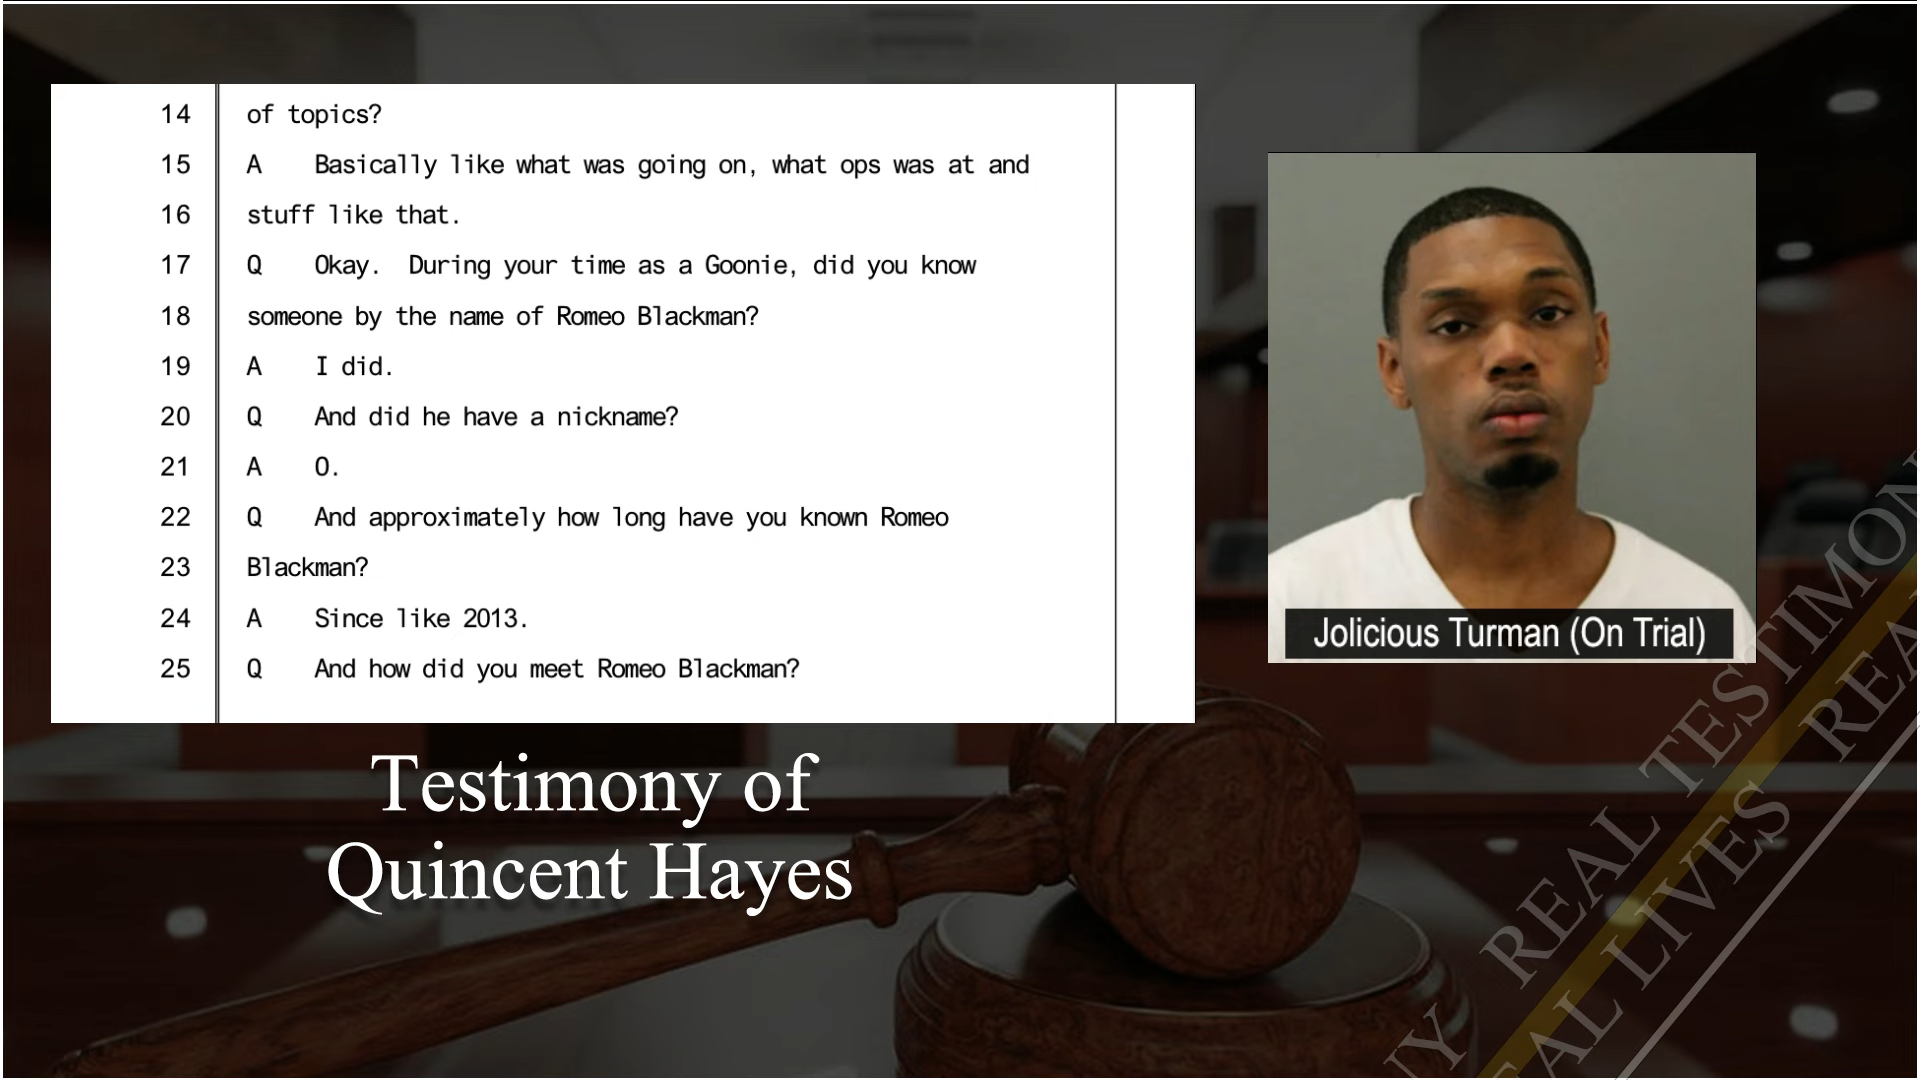 14 of topics?
15 A Basically like what was going on, what ops was at and
16 stuff like that.
17 Q Okay. During your time as a Goonie, did you know
18 someone by the name of Romeo Blackman?
19 A I did.
20 Q And did he have a nickname?
21 A O.
22 Q And approximately how long have you known Romeo
23 Blackman?
24 A Since like 2013.
25 Q And how did you meet Romeo Blackman?
Jolicious Turman (On Trial)
Testimony of
Quincent Hayes
REAL TESTIMON
REAL LIVES